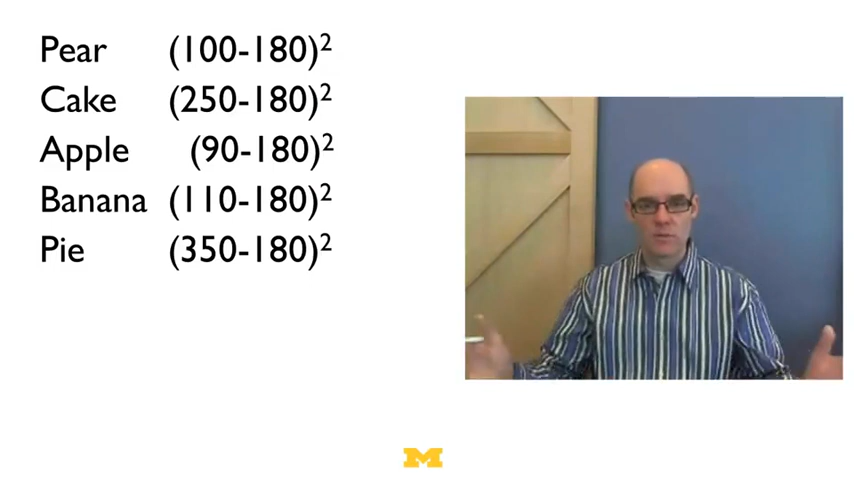 Pear (100-180)²
Cake (250-180)²
Apple (90-180)²
Banana (110-180)²
Pie (350-180)²
M